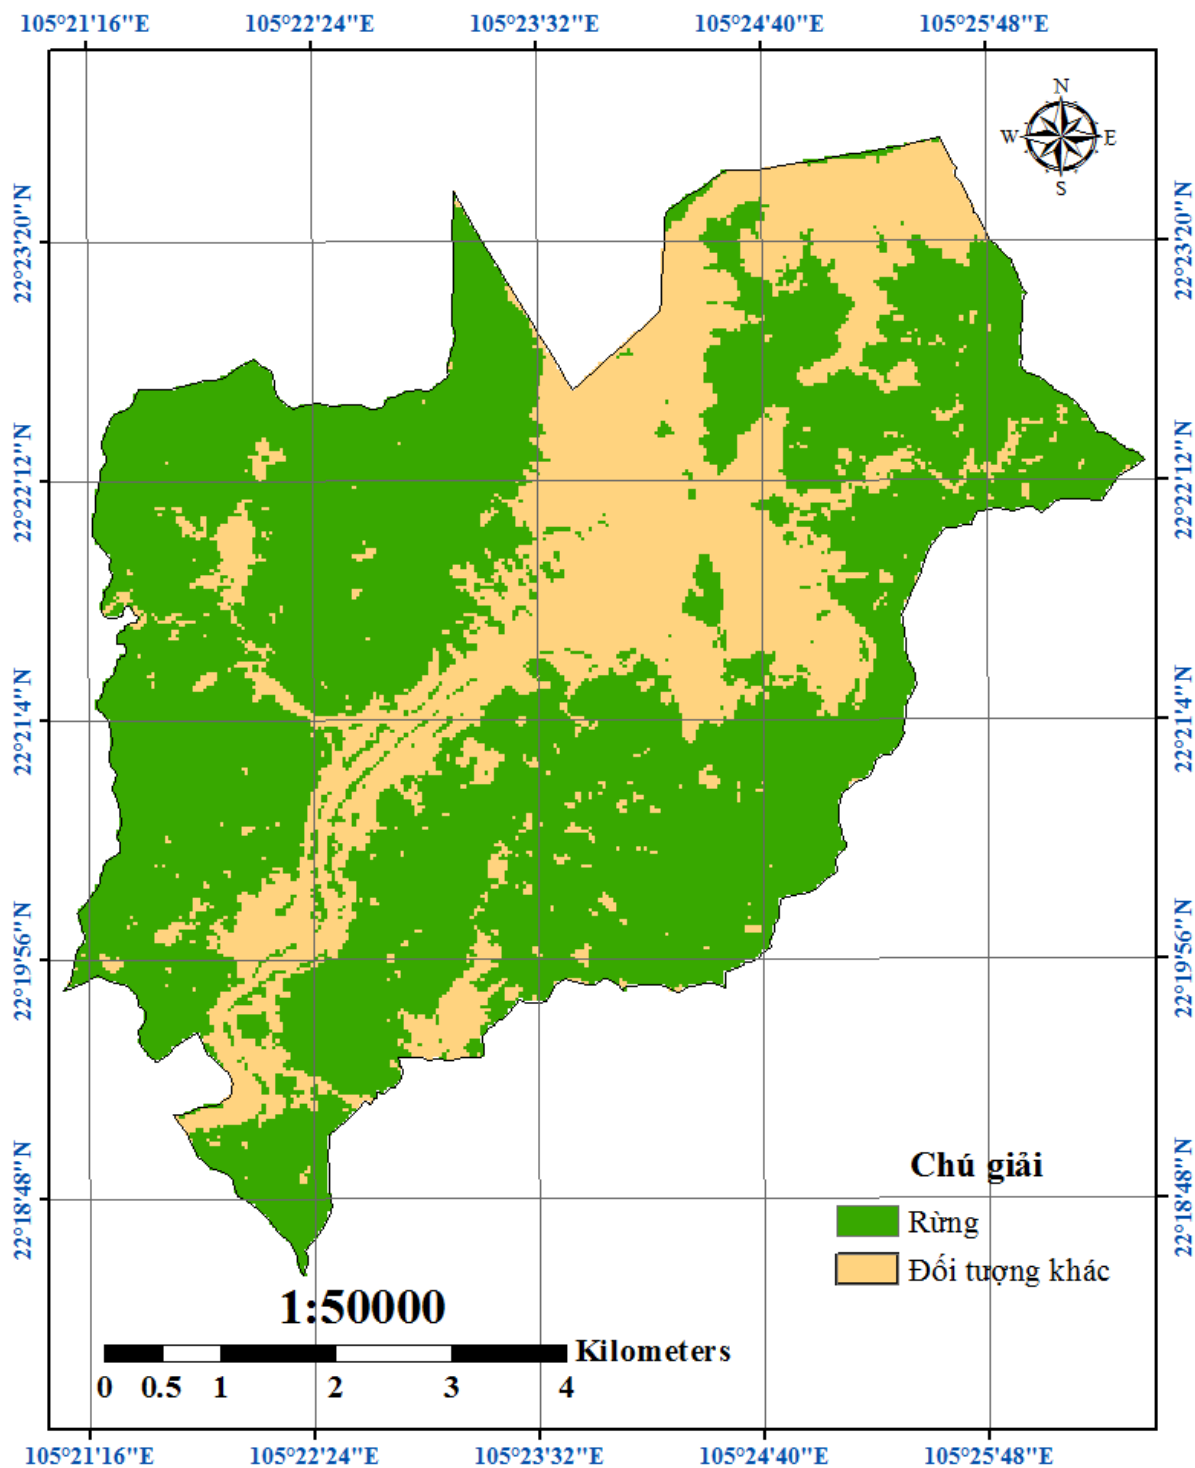 105°21'16"E 105°22'24"E 105°23'32"E 105°24'40"E 105°25'48"E
N
W E
S
22°23'20"N 22°23'20"N
22°22'12"N 22°22'12"N
22°21'4"N 22°21'4"N
22°19'56"N 22°19'56"N
22°18'48"N 22°18'48"N
Chú giải
Rừng
Đối tượng khác
1:50000
Kilometers
0 0.5 1 2 3 4
105°21'16"E 105°22'24"E 105°23'32"E 105°24'40"E 105°25'48"E